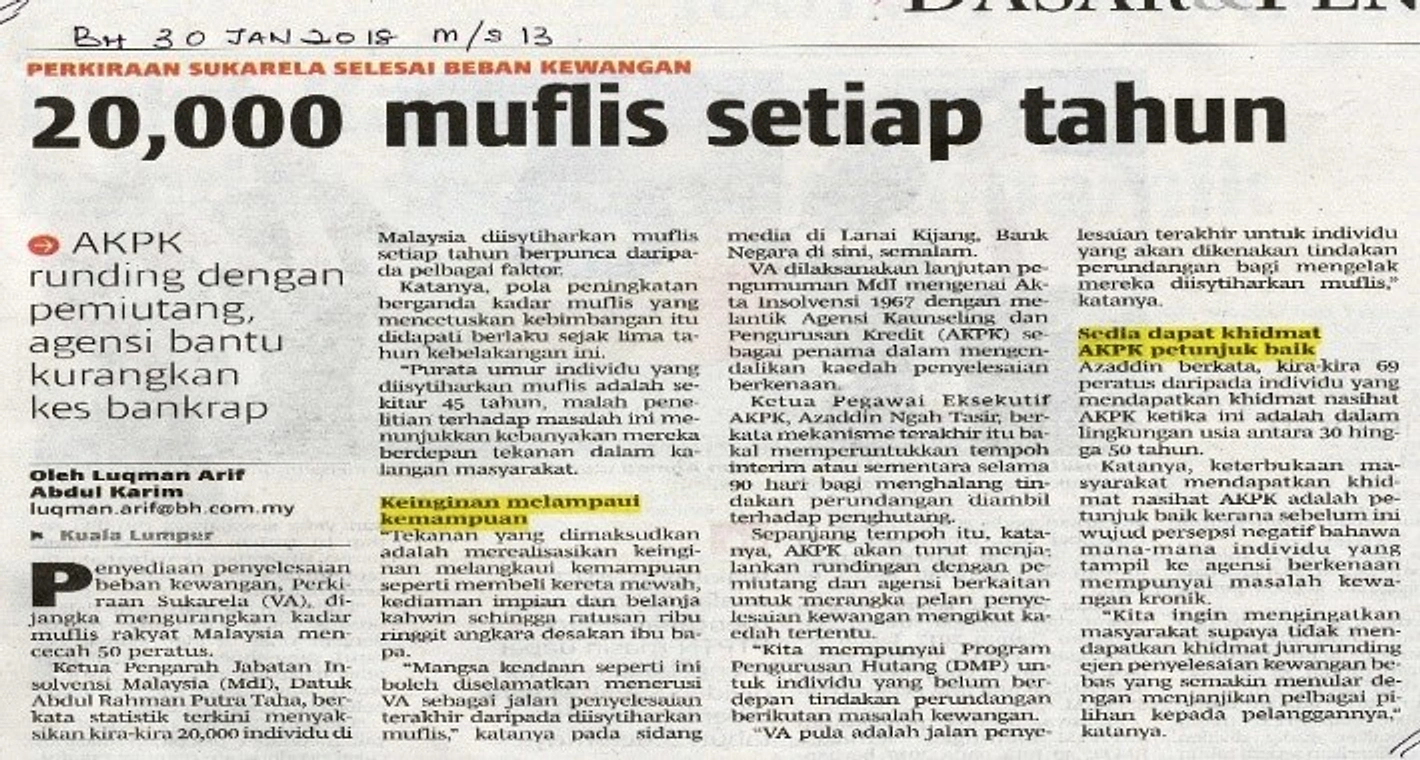 DASAR&PEN
BH 30 JAN 2018 m/s 13
PERKIRAAN SUKARELA SELESAI BEBAN KEWANGAN
20,000 muflis setiap tahun
AKPK
runding dengan
pemiutang,
agensi bantu
kurangkan
kes bankrap
Oleh Luqman Arif
Abdul Karim
luqman.arif@bh.com.my
Kuala Lumpur
Penyediaan penyelesaian
beban kewangan, Perki-
raan Sukarela (VA), di-
jangka mengurangkan kadar
muflis rakyat Malaysia men-
cecah 50 peratus.
Ketua Pengarah Jabatan In-
solvensi Malaysia (MdI), Datuk
Abdul Rahman Putra Taha, ber-
kata statistik terkini menyak-
sikan kira-kira 20,000 individu di
Malaysia diisytiharkan muflis
setiap tahun berpunca daripa-
da pelbagai faktor.
Katanya, pola peningkatan
berganda kadar muflis yang
mencetuskan kebimbangan itu
didapati berlaku sejak lima ta-
hun kebelakangan ini.
"Purata umur individu yang
diisytiharkan muflis adalah se-
kitar 45 tahun, malah pene-
litian terhadap masalah ini me-
nunjukkan kebanyakan mereka
berdepan tekanan dalam ka-
langan masyarakat.
Keinginan melampaui
kemampuan
"Tekanan yang dimaksudkan
adalah merealisasikan keingi-
nan melangkaui kemampuan
seperti membeli kereta mewah,
kediaman impian dan belanja
kahwin sehingga ratusan ribu
ringgit angkara desakan ibu ba-
pa.
"Mangsa keadaan seperti ini
boleh diselamatkan menerusi
VA sebagai jalan penyelesaian
terakhir daripada diisytiharkan
muflis," katanya pada sidang
media di Lanai Kijang, Bank
Negara di sini, semalam.
VA dilaksanakan lanjutan pe-
ngumuman MdI mengenai Ak-
ta Insolvensi 1967 dengan me-
lantik Agensi Kaunseling dan
Pengurusan Kredit (AKPK) se-
bagai penama dalam mengen-
dalikan kaedah penyelesaian
berkenaan.
Ketua Pegawai Eksekutif
AKPK, Azaddin Ngah Tasir, ber-
kata mekanisme terakhir itu ba-
kal memperuntukkan tempoh
interim atau sementara selama
90 hari bagi menghalang tin-
dakan perundangan diambil
terhadap penghutang.
Sepanjang tempoh itu, kata-
nya, AKPK akan turut menja-
lankan rundingan dengan pe-
miutang dan agensi berkaitan
untuk merangka pelan penye-
lesaian kewangan mengikut ka-
edah tertentu.
"Kita mempunyai Program
Pengurusan Hutang (DMP) un-
tuk individu yang belum ber-
depan tindakan perundangan
berikutan masalah kewangan.
"VA pula adalah jalan penye-
lesaian terakhir untuk individu
yang akan dikenakan tindakan
perundangan bagi mengelak
mereka diisytiharkan muflis,"
katanya.
Sedia dapat khidmat
AKPK petunjuk baik
Azaddin berkata, kira-kira 69
peratus daripada individu yang
mendapatkan khidmat nasihat
AKPK ketika ini adalah dalam
lingkungan usia antara 30 hing-
ga 50 tahun.
Katanya, keterbukaan ma-
syarakat mendapatkan khid-
mat nasihat AKPK adalah pe-
tunjuk baik kerana sebelum ini
wujud persepsi negatif bahawa
mana-mana individu yang
tampil ke agensi berkenaan
mempunyai masalah kewa-
ngan kronik.
"Kita ingin mengingatkan
masyarakat supaya tidak men-
dapatkan khidmat jururunding
ejen penyelesaian kewangan be-
bas yang semakin menular de-
ngan menjanjikan pelbagai pi-
lihan kepada pelanggannya,"
katanya.